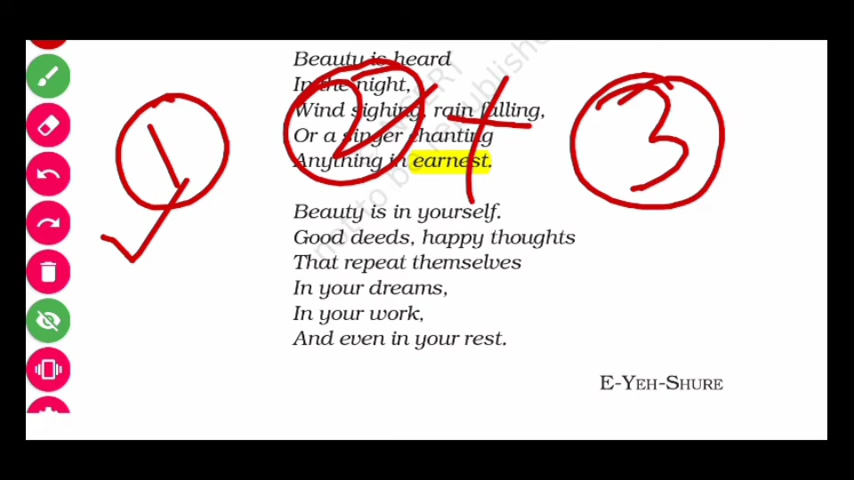 Beauty is heard
In the night,
Wind sighing, rain falling,
Or a singer chanting
Anything in earnest.
1
2
3
Beauty is in yourself.
Good deeds, happy thoughts
That repeat themselves
In your dreams,
In your work,
And even in your rest.
E-YEH-SHURE